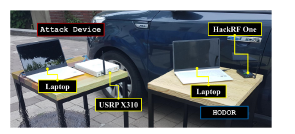 Attack Device
HackRF One
Laptop
Laptop
USRP X310
HODOR